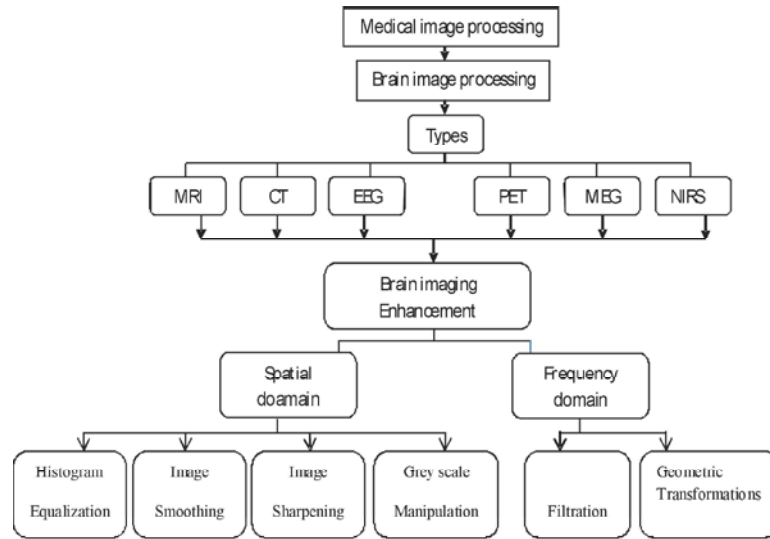 Medical image processing
Brain image processing
Types
MRI
CT
EEG
PET
MEG
NIRS
Brain imaging
Enhancement
Spatial
doamain
Frequency
domain
Histogram
Equalization
Image
Smoothing
Image
Sharpening
Grey scale
Manipulation
Filtration
Geometric
Transformations